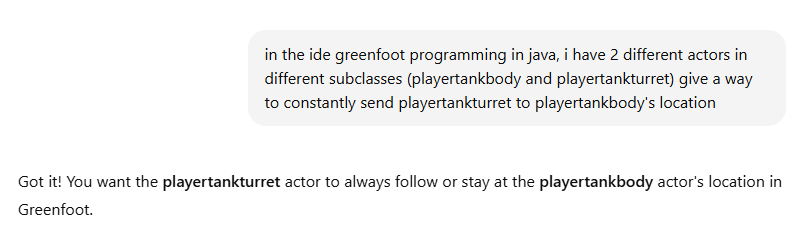 in the ide greenfoot programming in java, i have 2 different actors in
different subclasses (playertankbody and playertankturret) give a way
to constantly send playertankturret to playertankbody's location
Got it! You want the playertankturret actor to always follow or stay at the playertankbody actor's location in
Greenfoot.